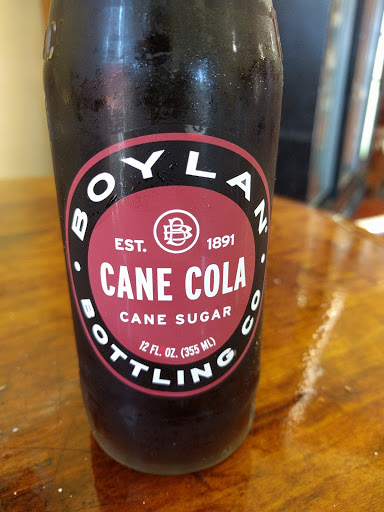 BOYLAN
EST. B 1891
CANE COLA
CANE SUGAR
12 FL. OZ. (355 ML)
BOTTLING CO.